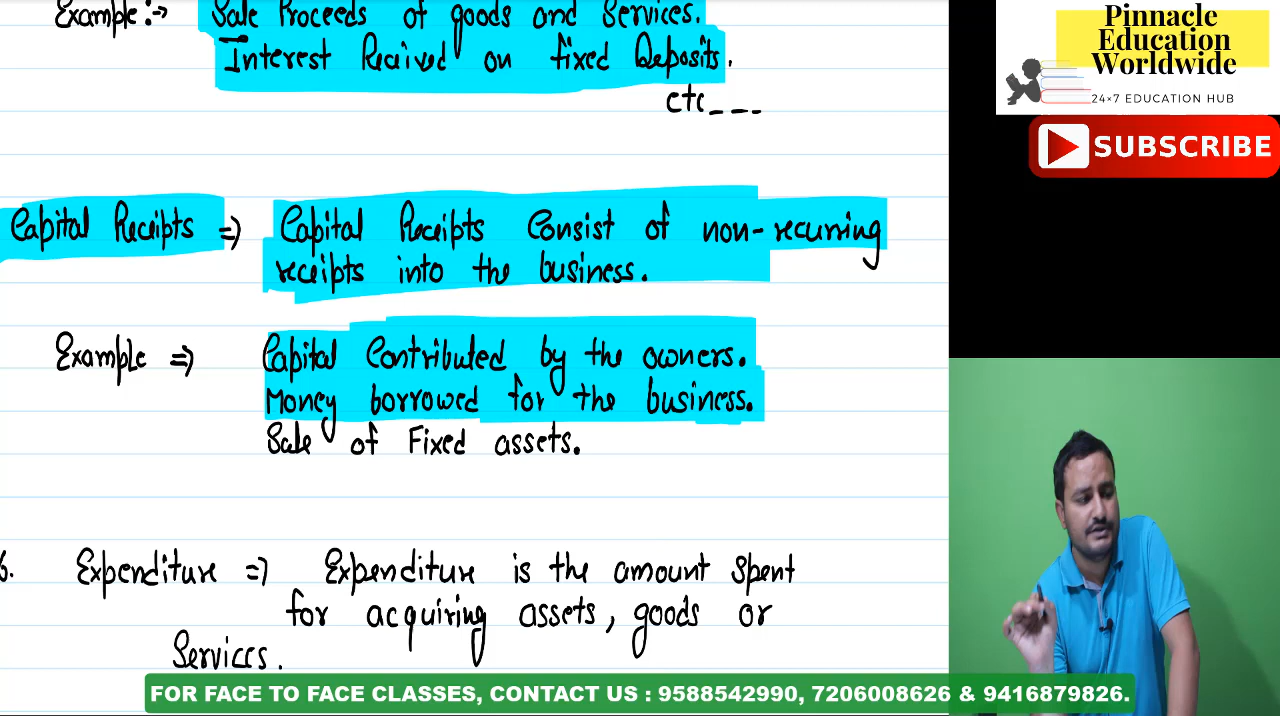 Example :->
Sale Proceeds of goods and Services.
Interest Received on fixed Deposits.
etc_ _ _
Capital Receipts => Capital Receipts Consist of non-recurring
receipts into the business.
Example => Capital Contributed by the owners.
Money borrowed for the business.
Sale of Fixed assets.
6. Expenditure => Expenditure is the amount spent
for acquiring assets, goods or
Services.
Pinnacle
Education
Worldwide
24×7 EDUCATION HUB
SUBSCRIBE
FOR FACE TO FACE CLASSES, CONTACT US : 9588542990, 7206008626 & 9416879826.